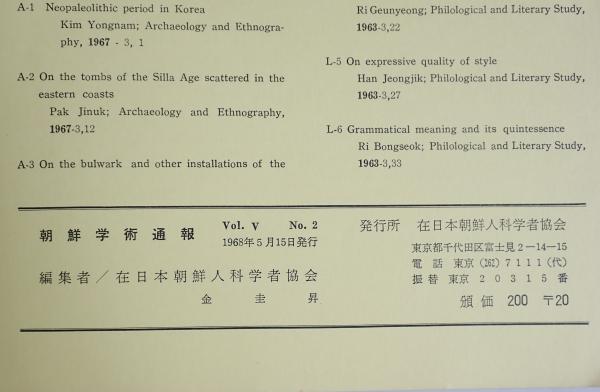 A-1 Neopaleolithic period in Korea
Kim Yongnam; Archaeology and Ethnogra-
phy, 1967 - 3, 1
A-2 On the tombs of the Silla Age scattered in the
eastern coasts
Pak Jinuk; Archaeology and Ethnography,
1967-3,12
A-3 On the bulwark and other installations of the
Ri Geunyeong; Philological and Literary Study,
1963-3,22
L-5 On expressive quality of style
Han Jeongjik; Philological and Literary Study,
1963-3,27
L-6 Grammatical meaning and its quintessence
Ri Bongseok; Philological and Literary Study,
1963-3,33
朝鮮学術通報 Vol. V No. 2
1968年5月15日発行
編集者/在日本朝鮮人科学者協会
金圭昇
発行所 在日本朝鮮人科学者協会
東京都千代田区富士見2-14-15
電話 東京(262)7111(代)
振替 東京 20315番
頒価 200 〒20